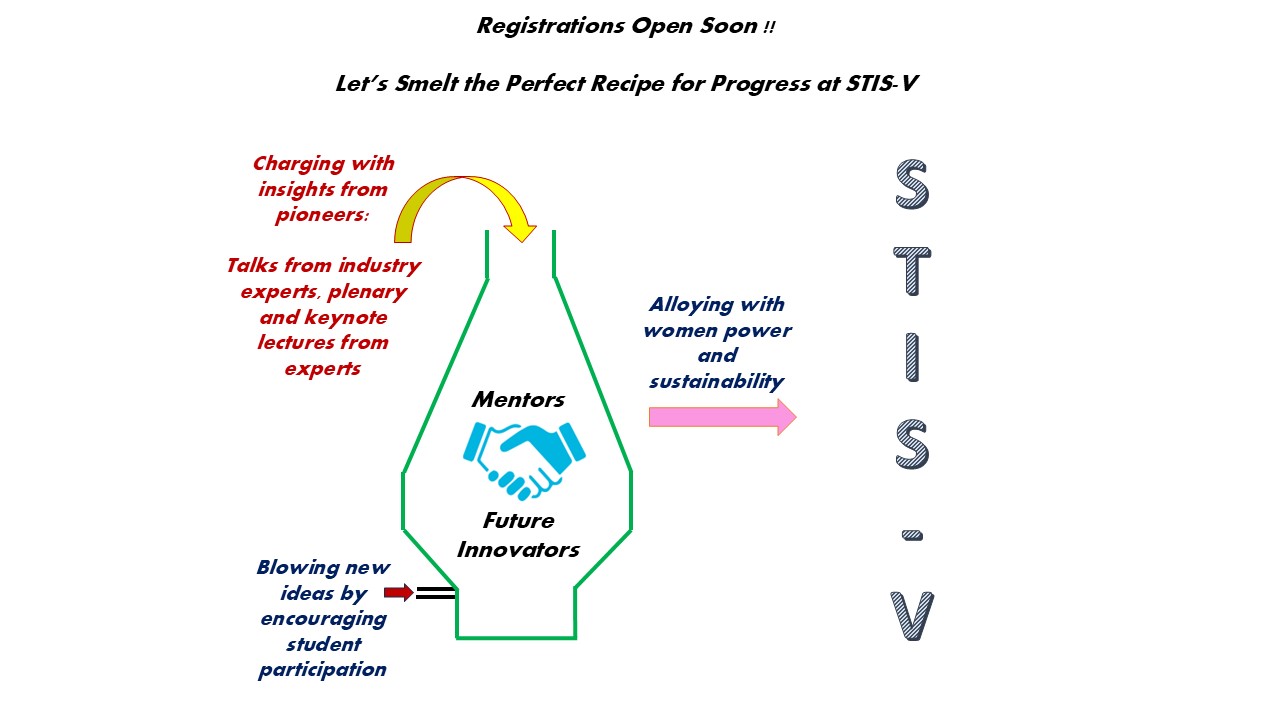 Registrations Open Soon !!
Let's Smelt the Perfect Recipe for Progress at STIS-V
Charging with
insights from
pioneers:
Talks from industry
experts, plenary
and keynote
lectures from
experts
Mentors
Future
Innovators
Blowing new
ideas by
encouraging
student
participation
Alloying with
women power
and
sustainability
S
T
I
S
-
V